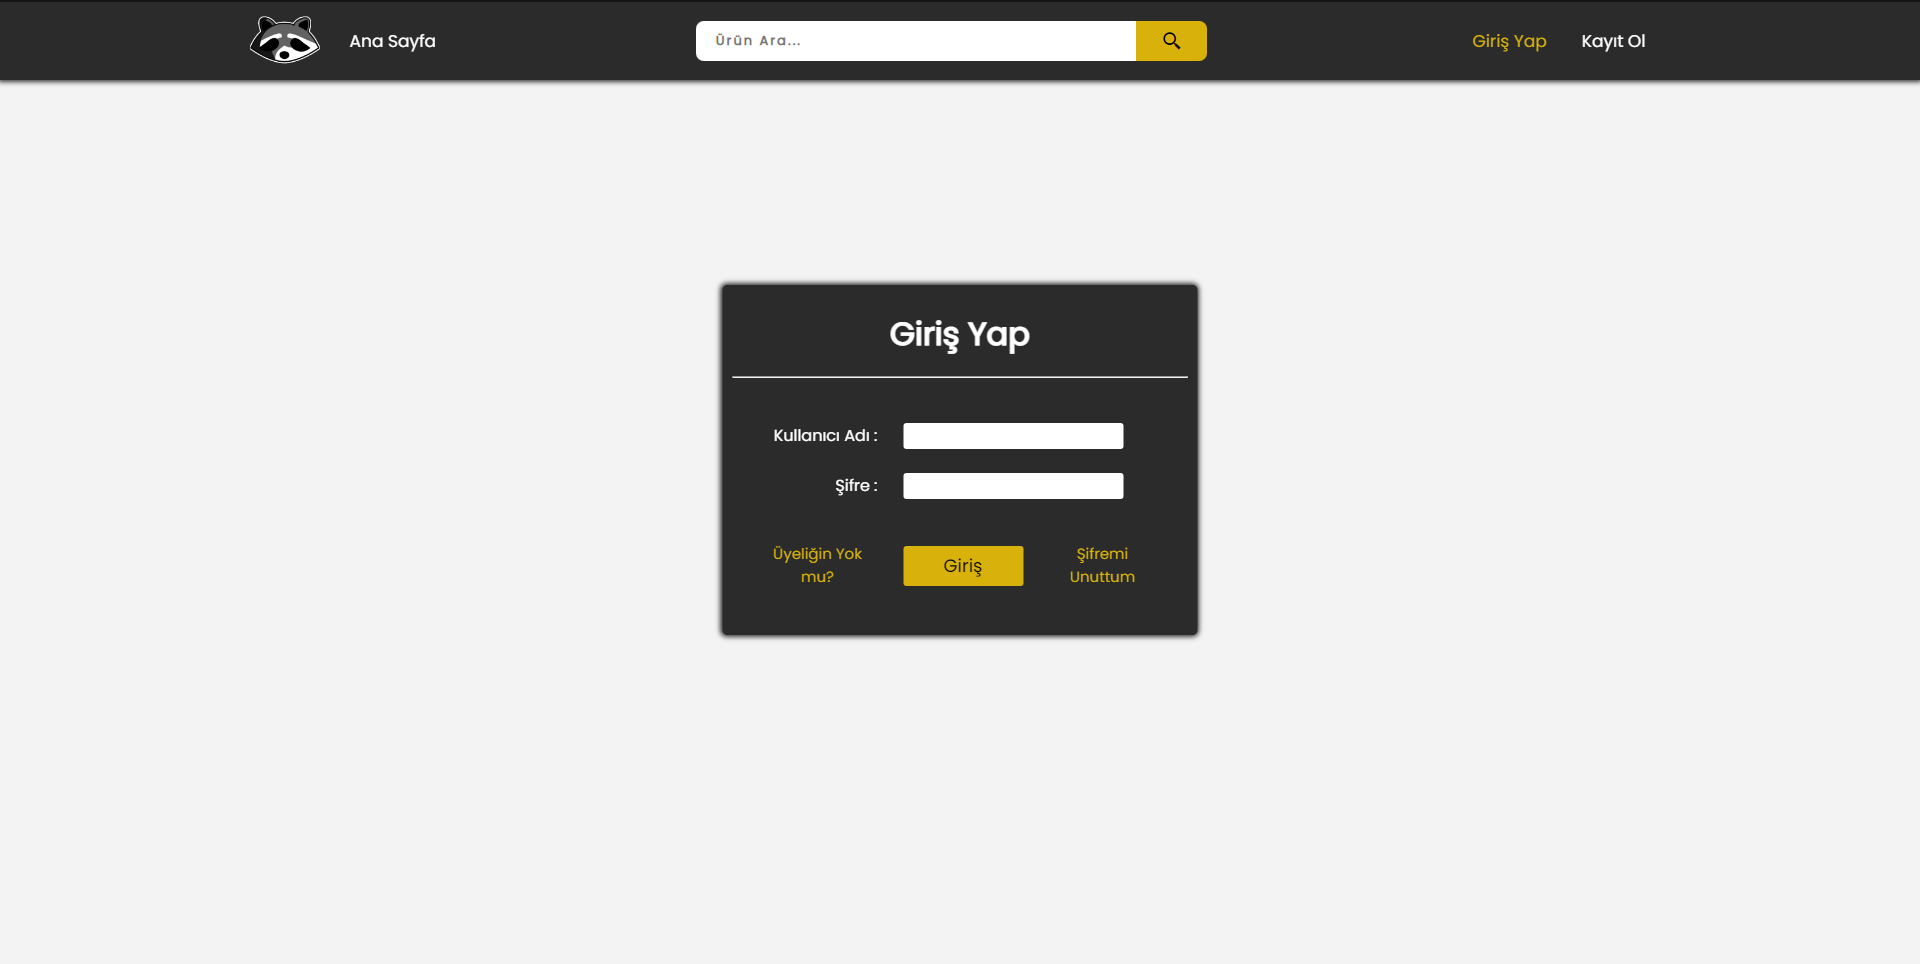 Ana Sayfa
Ürün Ara...
Giriş Yap
Kayıt Ol
Giriş Yap
Kullanıcı Adı :
Şifre :
Üyeliğin Yok
mu?
Giriş
Şifremi
Unuttum